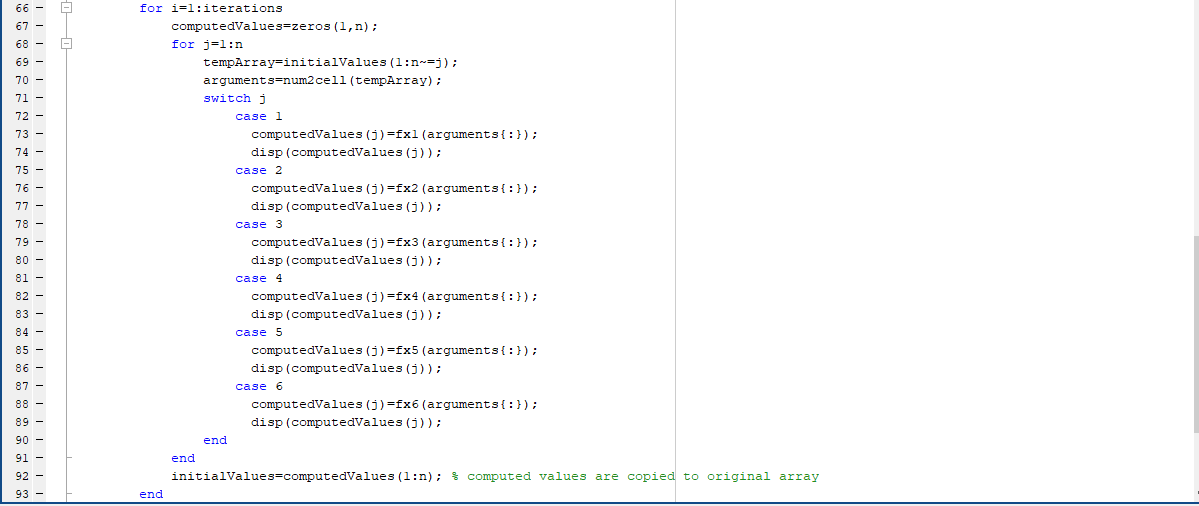 66 - for i=1:iterations
67 - computedValues=zeros(1,n);
68 - for j=1:n
69 - tempArray=initialValues(1:n~=j);
70 - arguments=num2cell(tempArray);
71 - switch j
72 - case 1
73 - computedValues(j)=fx1(arguments{:});
74 - disp(computedValues(j));
75 - case 2
76 - computedValues(j)=fx2(arguments{:});
77 - disp(computedValues(j));
78 - case 3
79 - computedValues(j)=fx3(arguments{:});
80 - disp(computedValues(j));
81 - case 4
82 - computedValues(j)=fx4(arguments{:});
83 - disp(computedValues(j));
84 - case 5
85 - computedValues(j)=fx5(arguments{:});
86 - disp(computedValues(j));
87 - case 6
88 - computedValues(j)=fx6(arguments{:});
89 - disp(computedValues(j));
90 - end
91 - end
92 - initialValues=computedValues(1:n); % computed values are copied to original array
93 - end